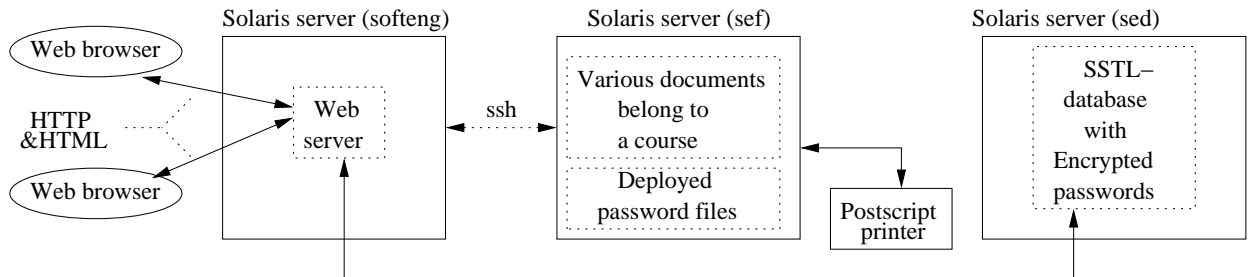 Solaris server (softeng)
Solaris server (sef)
Solaris server (sed)
Web browser
HTTP
&HTML
Web browser
Web
server
ssh
Various documents
belong to
a course
Deployed
password files
Postscript
printer
SSTL–
database
with
Encrypted
passwords